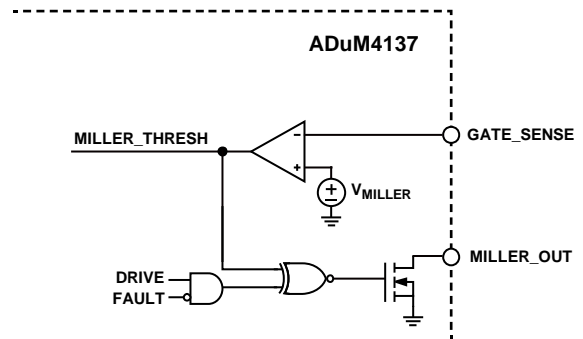 ADuM4137
MILLER_THRESH
GATE_SENSE
−
+
+
−
VMILLER
MILLER_OUT
DRIVE
FAULT